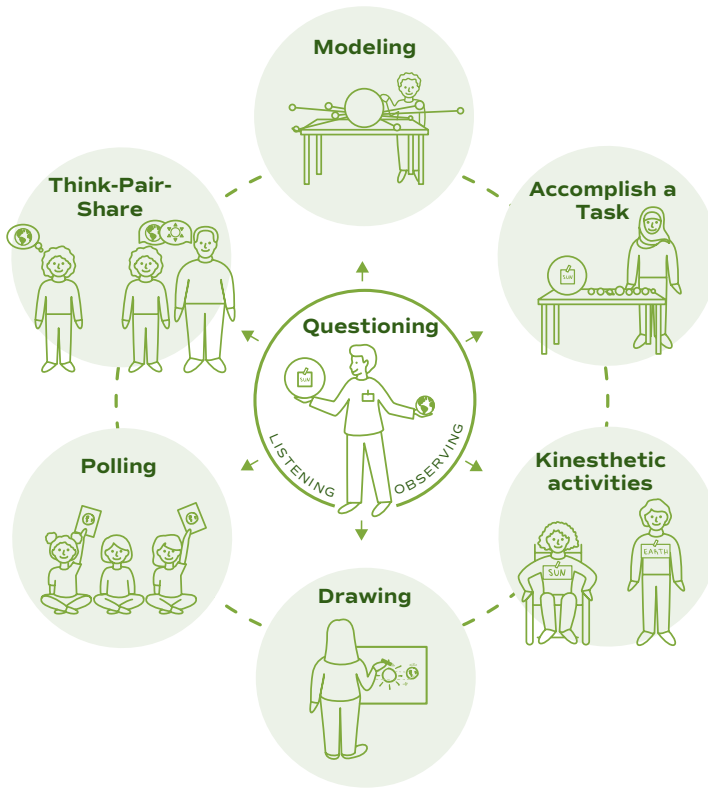 Modeling
Think-Pair-
Share
Accomplish a
Task
SUN
Questioning
SUN
LISTENING
OBSERVING
Polling
Kinesthetic
activities
SUN
EARTH
Drawing